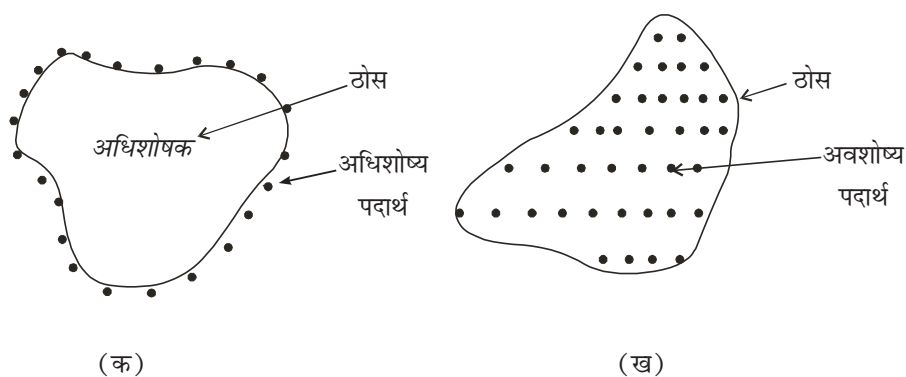 ठोस
अधिशोषक
अधिशोष्य
पदार्थ
(क)
ठोस
अवशोष्य
पदार्थ
(ख)